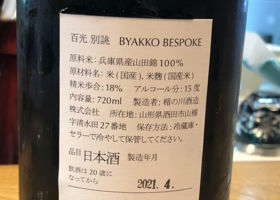 百光 別誂 BYAKKO BESPOKE
原料米：兵庫県産山田錦100%
原材料名：米(国産)、米麹(国産米)
精米歩合：18% アルコール分：15度
内容量：720ml 製造者：楯の川酒造
株式会社 所在地：山形県酒田市山楯
字清水田27番地 保存方法：冷蔵庫・
セラーで冷やして保管してください。
品目 日本酒 製造年月
飲酒は20歳に
なってから 2021.4.